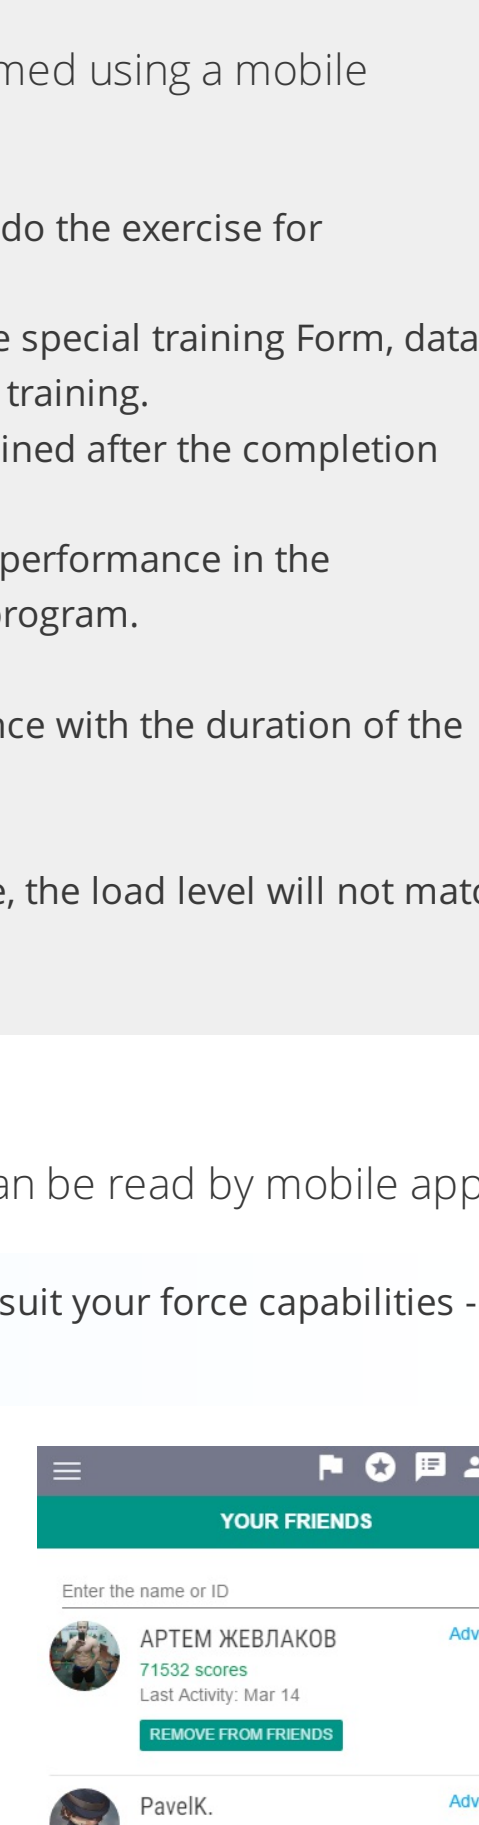 med using a mobile
do the exercise for
e special training Form, data
training.
ined after the completion
performance in the
rogram.
nce with the duration of the
e, the load level will not matc
an be read by mobile app
suit your force capabilities -
YOUR FRIENDS
Enter the name or ID
АРТЕМ ЖЕВЛАКОВ
Adv
71532 scores
Last Activity: Mar 14
REMOVE FROM FRIENDS
PavelK.
Adv